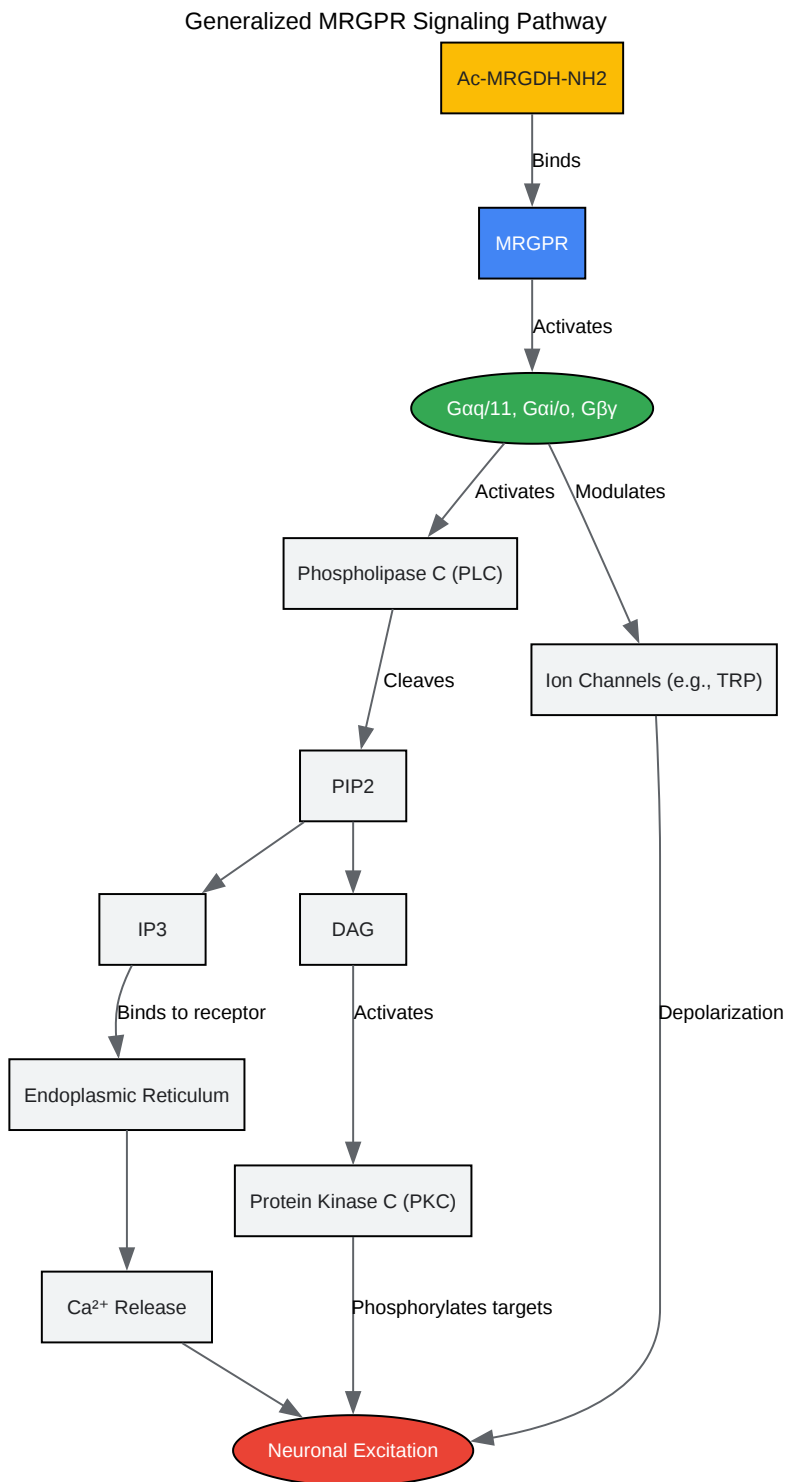 Generalized MRGPR Signaling Pathway
Ac-MRGDH-NH2
Binds
MRGPR
Activates
Gαq/11, Gαi/o, Gβγ
Activates
Modulates
Phospholipase C (PLC)
Ion Channels (e.g., TRP)
Cleaves
PIP2
IP3
DAG
Binds to receptor
Activates
Depolarization
Endoplasmic Reticulum
Protein Kinase C (PKC)
Ca²⁺ Release
Phosphorylates targets
Neuronal Excitation